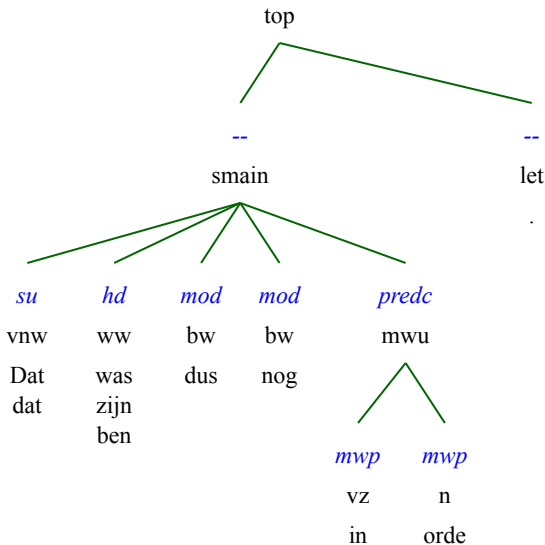 top
-- --
smain let
.
su hd mod mod predc
vnw ww bw bw mwu
Dat was dus nog
dat zijn
ben
mwp mwp
vz n
in orde